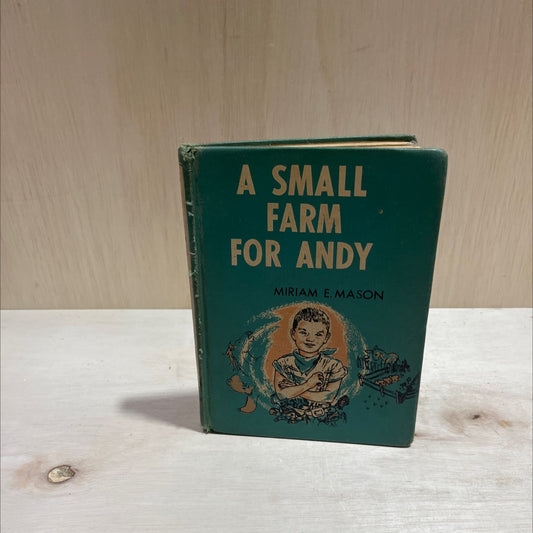 A SMALL
FARM
FOR ANDY
MIRIAM E. MASON